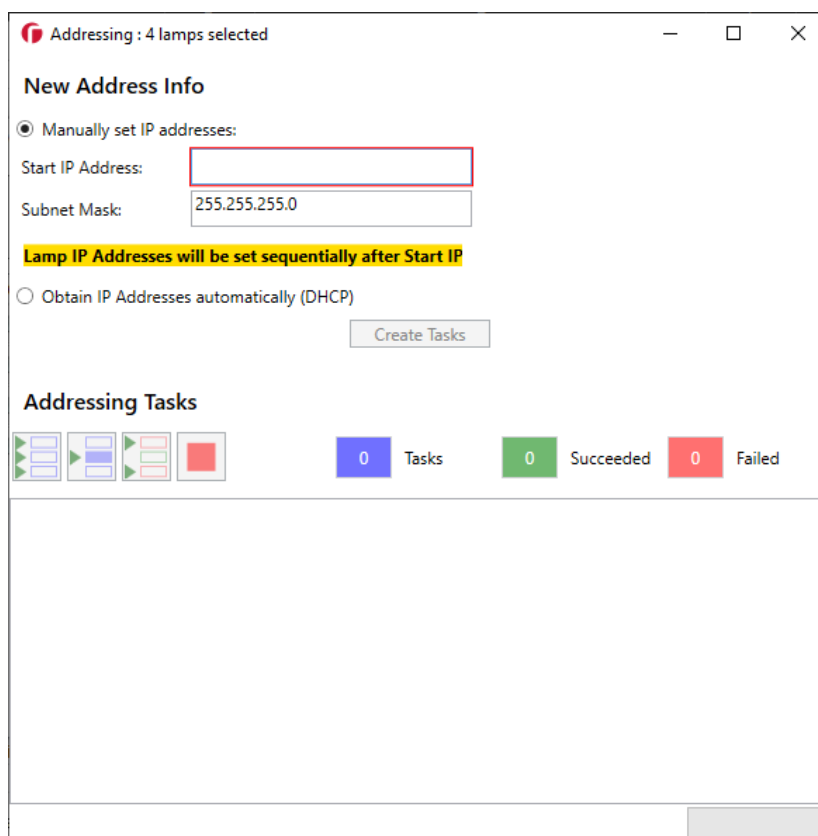 Addressing : 4 lamps selected
New Address Info
Manually set IP addresses:
Start IP Address:
Subnet Mask: 255.255.255.0
Lamp IP Addresses will be set sequentially after Start IP
Obtain IP Addresses automatically (DHCP)
Create Tasks
Addressing Tasks
0 Tasks 0 Succeeded 0 Failed